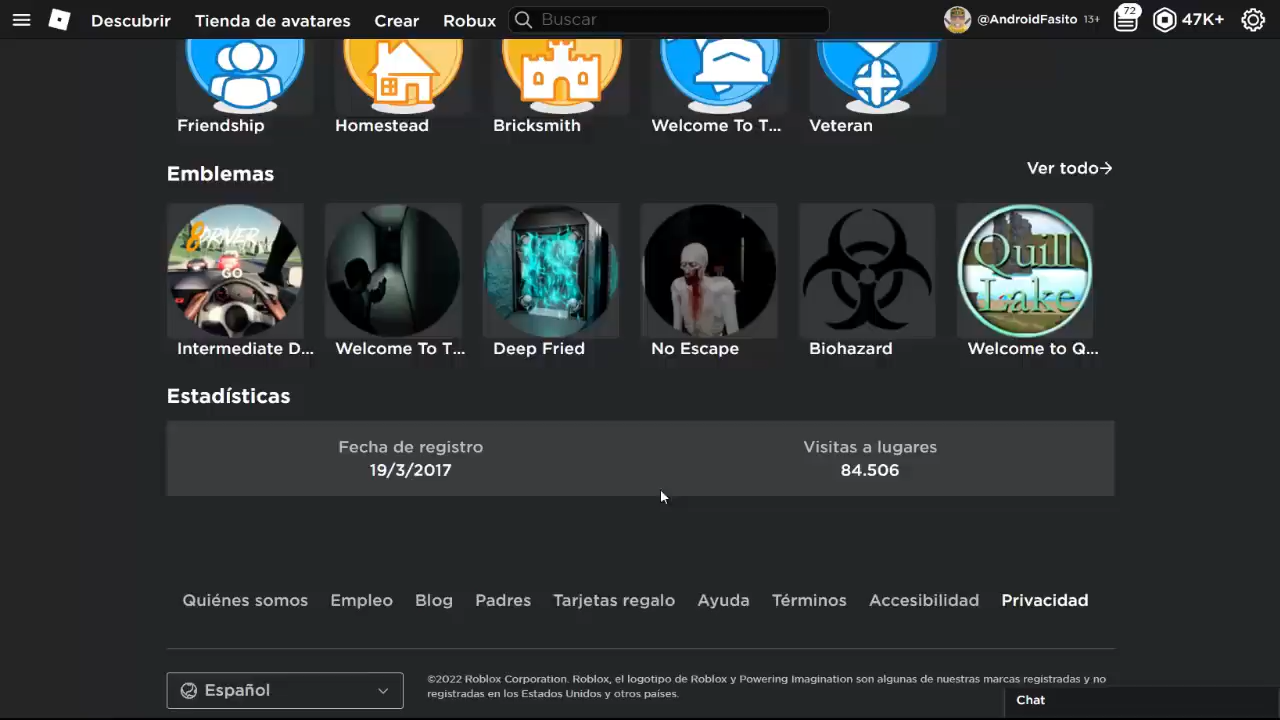 Descubrir Tienda de avatares Crear Robux Buscar @AndroidFasito 13+ 72 47K+
Friendship Homestead Bricksmith Welcome To T... Veteran
Emblemas Ver todo→
8DRIVER
GO
Quill
Lake
Intermediate D... Welcome To T... Deep Fried No Escape Biohazard Welcome to Q...
Estadísticas
Fecha de registro Visitas a lugares
19/3/2017 84.506
Quiénes somos Empleo Blog Padres Tarjetas regalo Ayuda Términos Accesibilidad Privacidad
Español
©2022 Roblox Corporation. Roblox, el logotipo de Roblox y Powering Imagination son algunas de nuestras marcas registradas y no
registradas en los Estados Unidos y otros países.
Chat